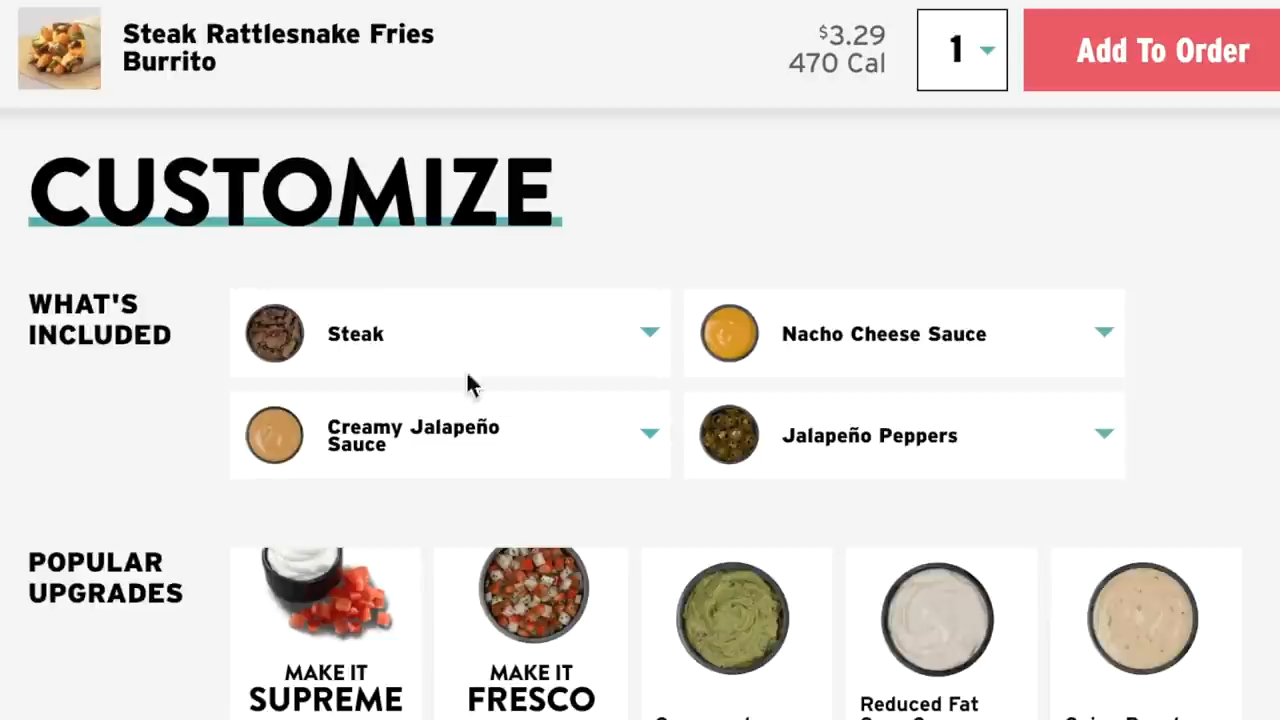 Steak Rattlesnake Fries
Burrito
$3.29
470 Cal
1
Add To Order
CUSTOMIZE
WHAT'S
INCLUDED
Steak
Nacho Cheese Sauce
Creamy Jalapeño
Sauce
Jalapeño Peppers
POPULAR
UPGRADES
MAKE IT
SUPREME
MAKE IT
FRESCO
Reduced Fat